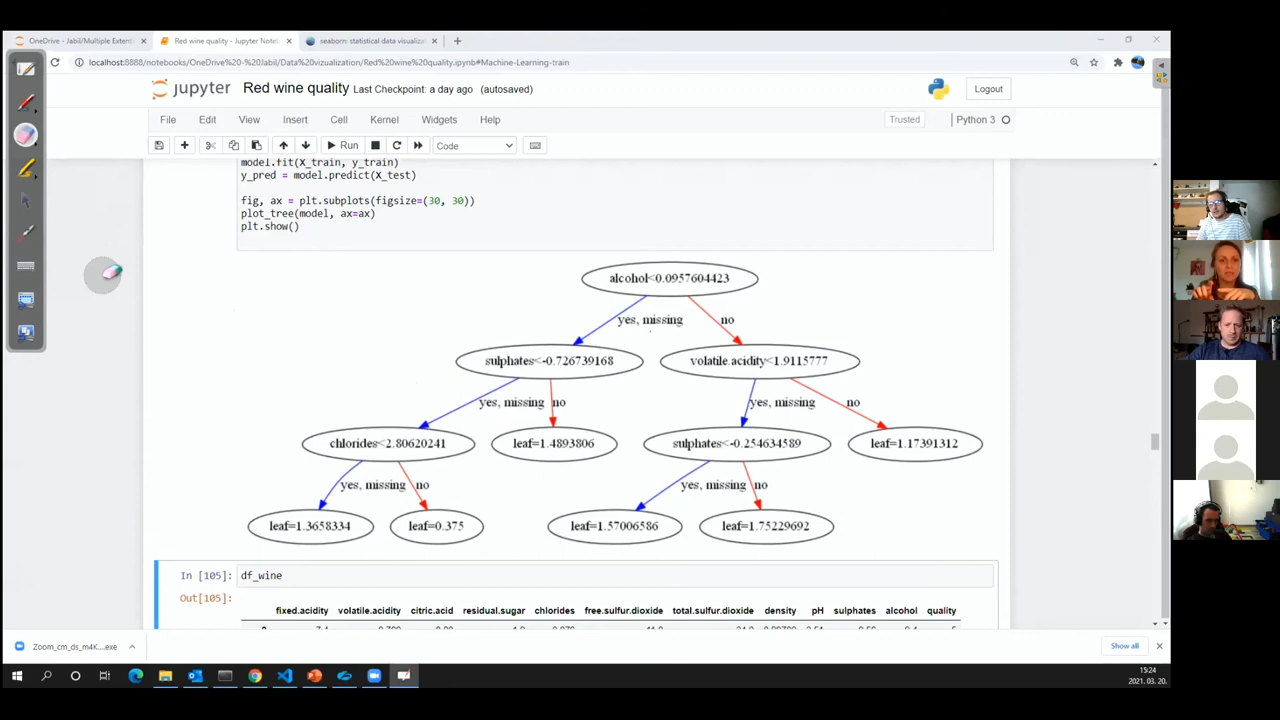 OneDrive - Jabil/Multiple Extent
Red wine quality - Jupyter Note
seaborn: statistical data visualiza
localhost:8888/notebooks/OneDrive%20-%20Jabil/Data%20vizualization/Red%20wine%20quality.ipynb#Machine-Learning-train
jupyter Red wine quality Last Checkpoint: a day ago (autosaved)
Logout
File Edit View Insert Cell Kernel Widgets Help
Trusted
Python 3
Run
Code
model.fit(X_train, y_train)
y_pred = model.predict(X_test)
fig, ax = plt.subplots(figsize=(30, 30))
plot_tree(model, ax=ax)
plt.show()
alcohol<0.0957604423
yes, missing no
sulphates<-0.726739168 volatile.acidity<1.9115777
yes, missing no yes, missing no
chlorides<2.80620241 leaf=1.4893806 sulphates<-0.254634589 leaf=1.17391312
yes, missing no yes, missing no
leaf=1.3658334 leaf=0.375 leaf=1.57006586 leaf=1.75229692
In [105]: df_wine
Out[105]:
fixed.acidity volatile.acidity citric.acid residual.sugar chlorides free.sulfur.dioxide total.sulfur.dioxide density pH sulphates alcohol quality
Zoom_cm_ds_m4K....exe
Show all
15:24
2021. 03. 20.